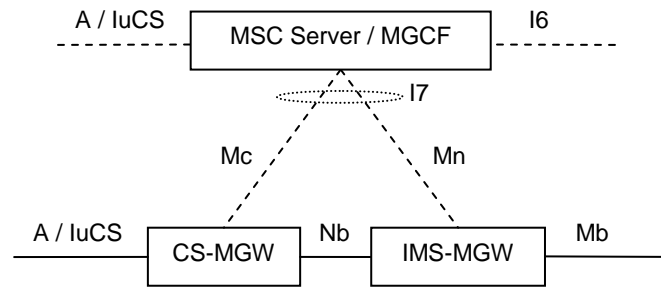 A / IuCS
MSC Server / MGCF
I6
I7
Mc
Mn
A / IuCS
CS-MGW
Nb
IMS-MGW
Mb